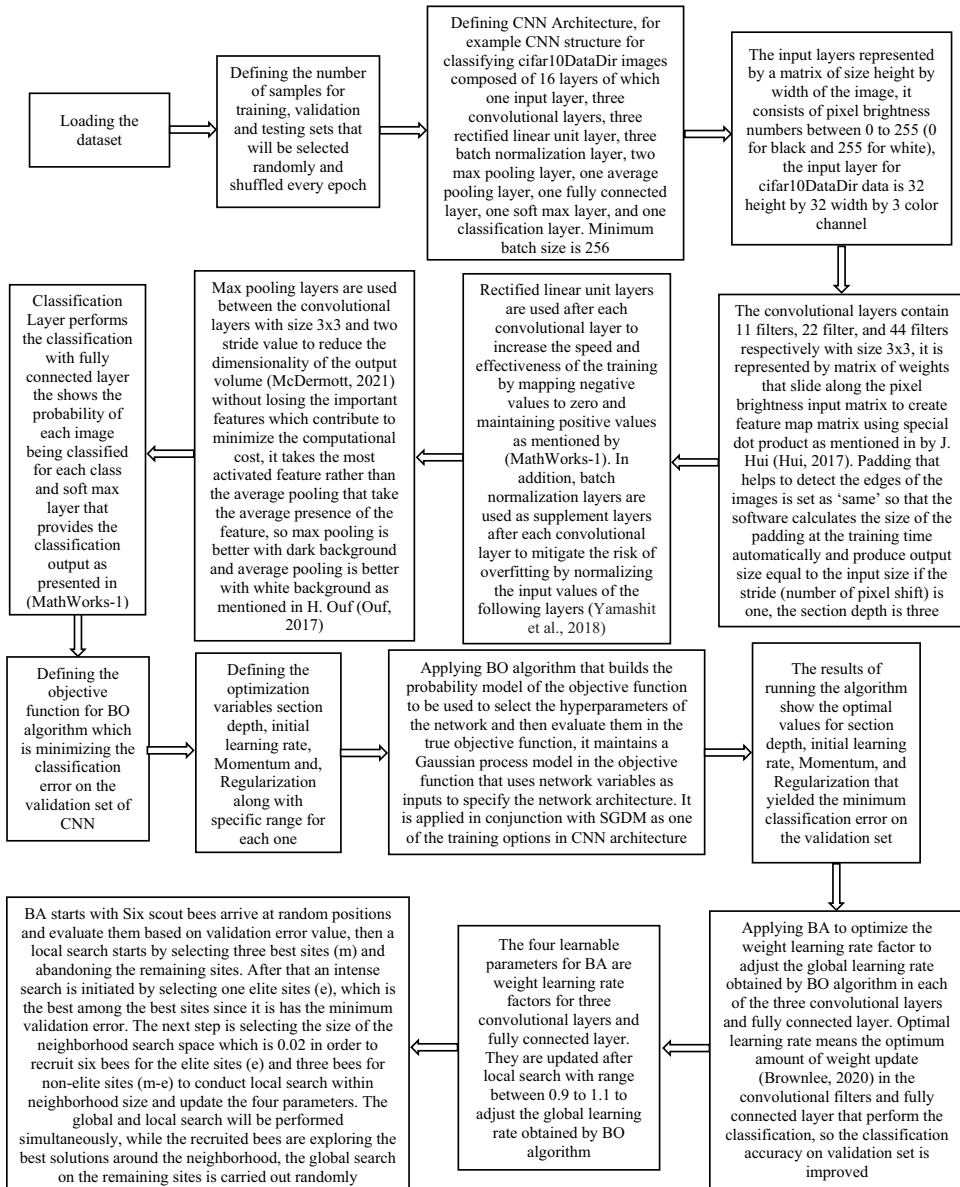 Loading the
dataset
Defining the number
of samples for
training, validation
and testing sets that
will be selected
randomly and
shuffled every epoch
Defining CNN Architecture, for
example CNN structure for
classifying cifar10DataDir images
composed of 16 layers of which
one input layer, three
convolutional layers, three
rectified linear unit layer, three
batch normalization layer, two
max pooling layer, one average
pooling layer, one fully connected
layer, one soft max layer, and one
classification layer. Minimum
batch size is 256
The input layers represented
by a matrix of size height by
width of the image, it
consists of pixel brightness
numbers between 0 to 255 (0
for black and 255 for white),
the input layer for
cifar10DataDir data is 32
height by 32 width by 3 color
channel
The convolutional layers contain
11 filters, 22 filter, and 44 filters
respectively with size 3x3, it is
represented by matrix of weights
that slide along the pixel
brightness input matrix to create
feature map matrix using special
dot product as mentioned in by J.
Hui (Hui, 2017). Padding that
helps to detect the edges of the
images is set as ‘same’ so that the
software calculates the size of the
padding at the training time
automatically and produce output
size equal to the input size if the
stride (number of pixel shift) is
one, the section depth is three
Rectified linear unit layers
are used after each
convolutional layer to
increase the speed and
effectiveness of the training
by mapping negative
values to zero and
maintaining positive values
as mentioned by
(MathWorks-1). In
addition, batch
normalization layers are
used as supplement layers
after each convolutional
layer to mitigate the risk of
overfitting by normalizing
the input values of the
following layers (Yamashit
et al., 2018)
Max pooling layers are used
between the convolutional
layers with size 3x3 and two
stride value to reduce the
dimensionality of the output
volume (McDermott, 2021)
without losing the important
features which contribute to
minimize the computational
cost, it takes the most
activated feature rather than
the average pooling that take
the average presence of the
feature, so max pooling is
better with dark background
and average pooling is better
with white background as
mentioned in H. Ouf (Ouf,
2017)
Classification
Layer performs
the classification
with fully
connected layer
the shows the
probability of
each image
being classified
for each class
and soft max
layer that
provides the
classification
output as
presented in
(MathWorks-1)
Defining the
objective
function for BO
algorithm which
is minimizing the
classification
error on the
validation set of
CNN
Defining the
optimization
variables section
depth, initial
learning rate,
Momentum and,
Regularization
along with
specific range for
each one
Applying BO algorithm that builds the
probability model of the objective function
to be used to select the hyperparameters
of the network and then evaluate them in the
true objective function, it maintains a
Gaussian process model in the objective
function that uses network variables as
inputs to specify the network architecture. It
is applied in conjunction with SGDM as one
of the training options in CNN architecture
The results of
running the algorithm
show the optimal
values for section
depth, initial learning
rate, Momentum, and
Regularization that
yielded the minimum
classification error on
the validation set
Applying BA to optimize the
weight learning rate factor to
adjust the global learning rate
obtained by BO algorithm in each
of the three convolutional layers
and fully connected layer. Optimal
learning rate means the optimum
amount of weight update
(Brownlee, 2020) in the
convolutional filters and fully
connected layer that perform the
classification, so the classification
accuracy on validation set is
improved
The four learnable
parameters for BA are
weight learning rate
factors for three
convolutional layers and
fully connected layer.
They are updated after
local search with range
between 0.9 to 1.1 to
adjust the global learning
rate obtained by BO
algorithm
BA starts with Six scout bees arrive at random positions
and evaluate them based on validation error value, then a
local search starts by selecting three best sites (m) and
abandoning the remaining sites. After that an intense
search is initiated by selecting one elite sites (e), which is
the best among the best sites since it is has the minimum
validation error. The next step is selecting the size of the
neighborhood search space which is 0.02 in order to
recruit six bees for the elite sites (e) and three bees for
non-elite sites (m-e) to conduct local search within
neighborhood size and update the four parameters. The
global and local search will be performed
simultaneously, while the recruited bees are exploring the
best solutions around the neighborhood, the global search
on the remaining sites is carried out randomly